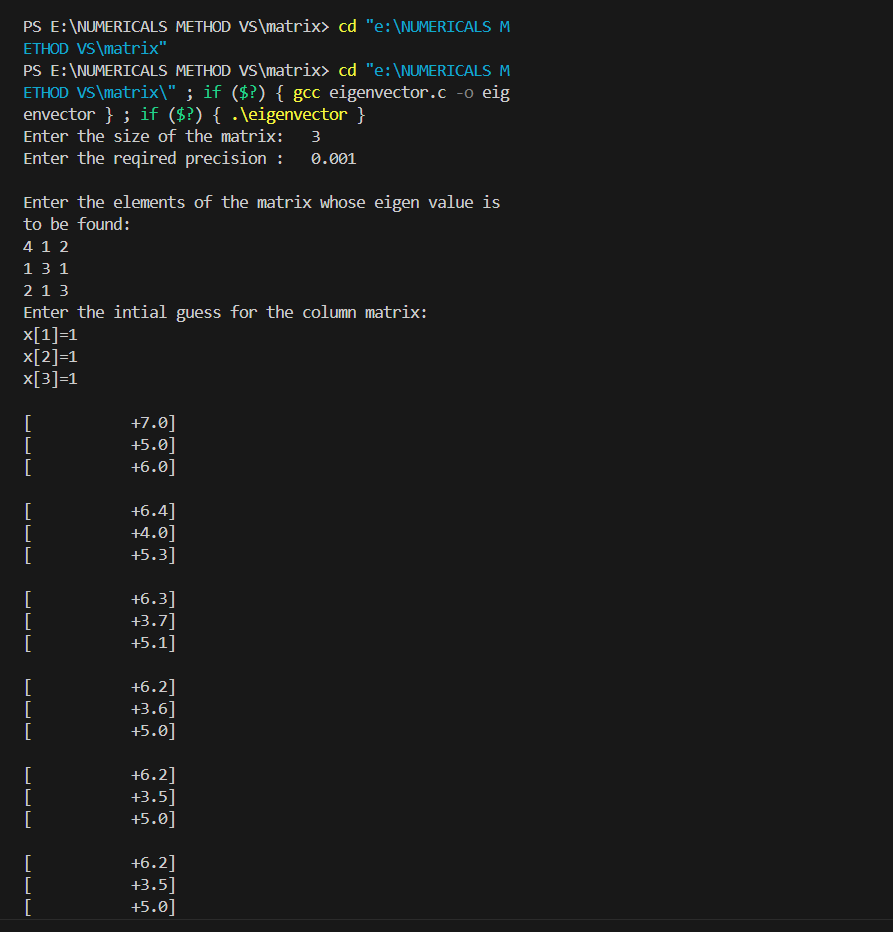 PS E:\NUMERICALS METHOD VS\matrix> cd "e:\NUMERICALS M
ETHOD VS\matrix"
PS E:\NUMERICALS METHOD VS\matrix> cd "e:\NUMERICALS M
ETHOD VS\matrix\" ; if ($?) { gcc eigenvector.c -o eig
envector } ; if ($?) { .\eigenvector }
Enter the size of the matrix:   3
Enter the reqired precision :   0.001

Enter the elements of the matrix whose eigen value is
to be found:
4 1 2
1 3 1
2 1 3
Enter the intial guess for the column matrix:
x[1]=1
x[2]=1
x[3]=1

[           +7.0]
[           +5.0]
[           +6.0]

[           +6.4]
[           +4.0]
[           +5.3]

[           +6.3]
[           +3.7]
[           +5.1]

[           +6.2]
[           +3.6]
[           +5.0]

[           +6.2]
[           +3.5]
[           +5.0]

[           +6.2]
[           +3.5]
[           +5.0]